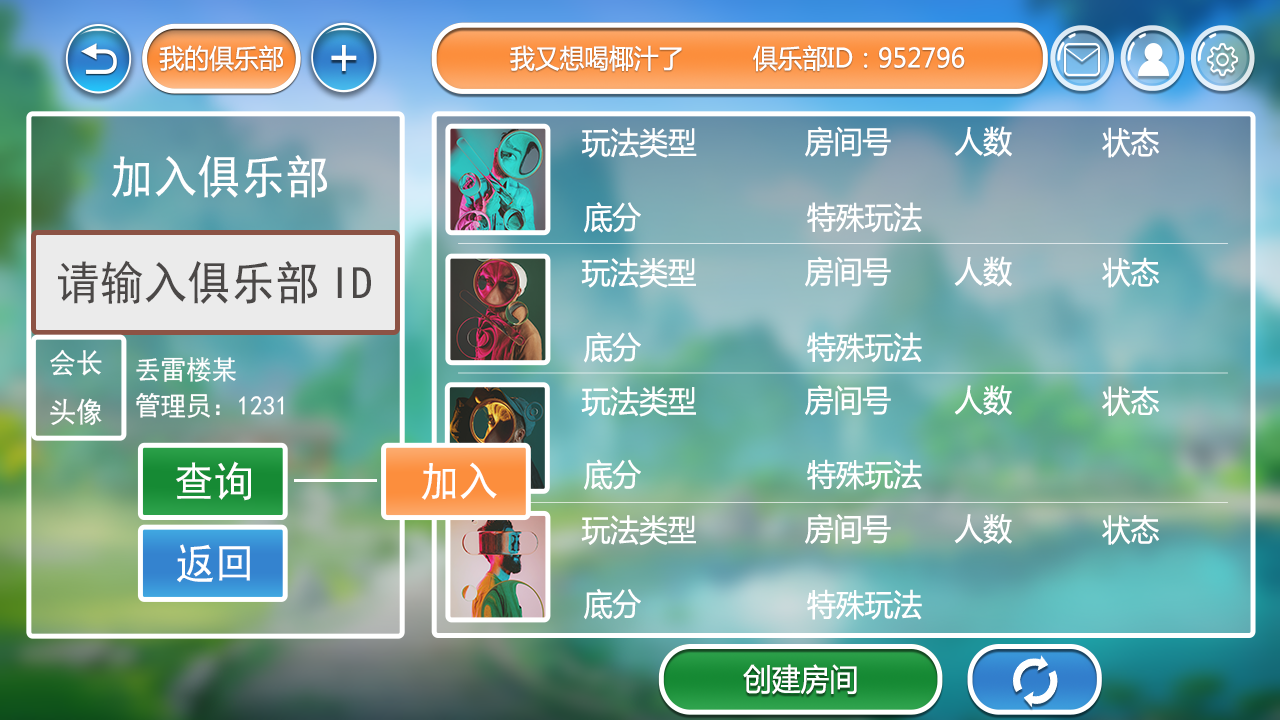 我的俱乐部
我又想喝椰汁了 俱乐部ID：952796
加入俱乐部
请输入俱乐部 ID
会长
头像
丢雷楼某
管理员：1231
查询
加入
返回
玩法类型 房间号 人数 状态
底分 特殊玩法
玩法类型 房间号 人数 状态
底分 特殊玩法
玩法类型 房间号 人数 状态
底分 特殊玩法
玩法类型 房间号 人数 状态
底分 特殊玩法
创建房间